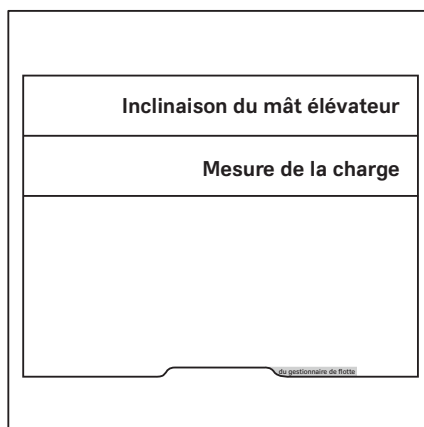 Inclinaison du mât élévateur
Mesure de la charge
du gestionnaire de flotte